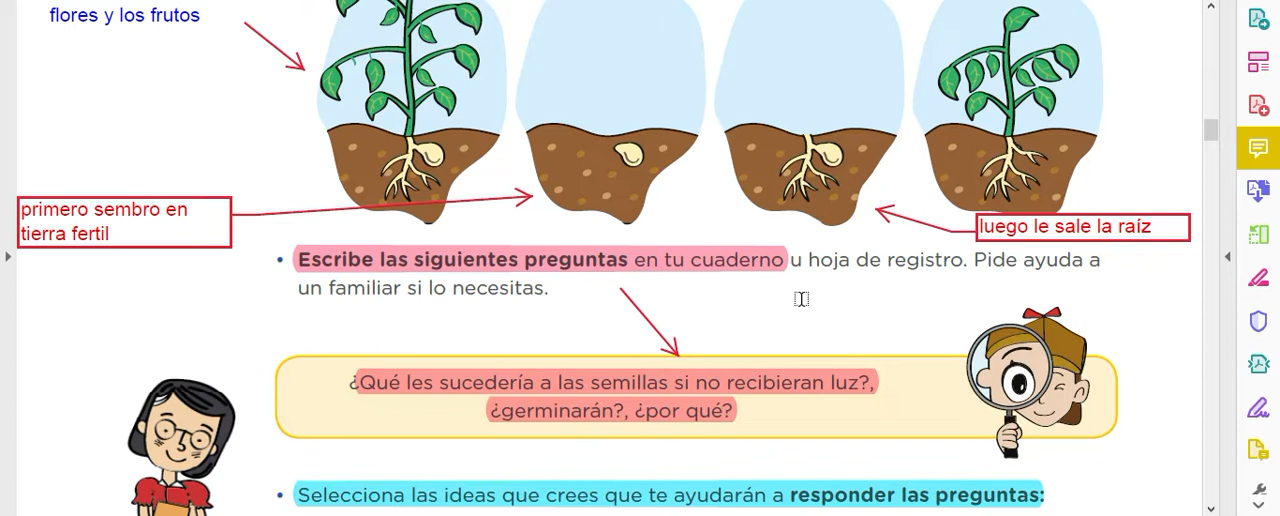 flores y los frutos
primero sembro en
tierra fertil
luego le sale la raíz
• Escribe las siguientes preguntas en tu cuaderno u hoja de registro. Pide ayuda a
un familiar si lo necesitas.
¿Qué les sucedería a las semillas si no recibieran luz?,
¿germinarán?, ¿por qué?
• Selecciona las ideas que crees que te ayudarán a responder las preguntas: